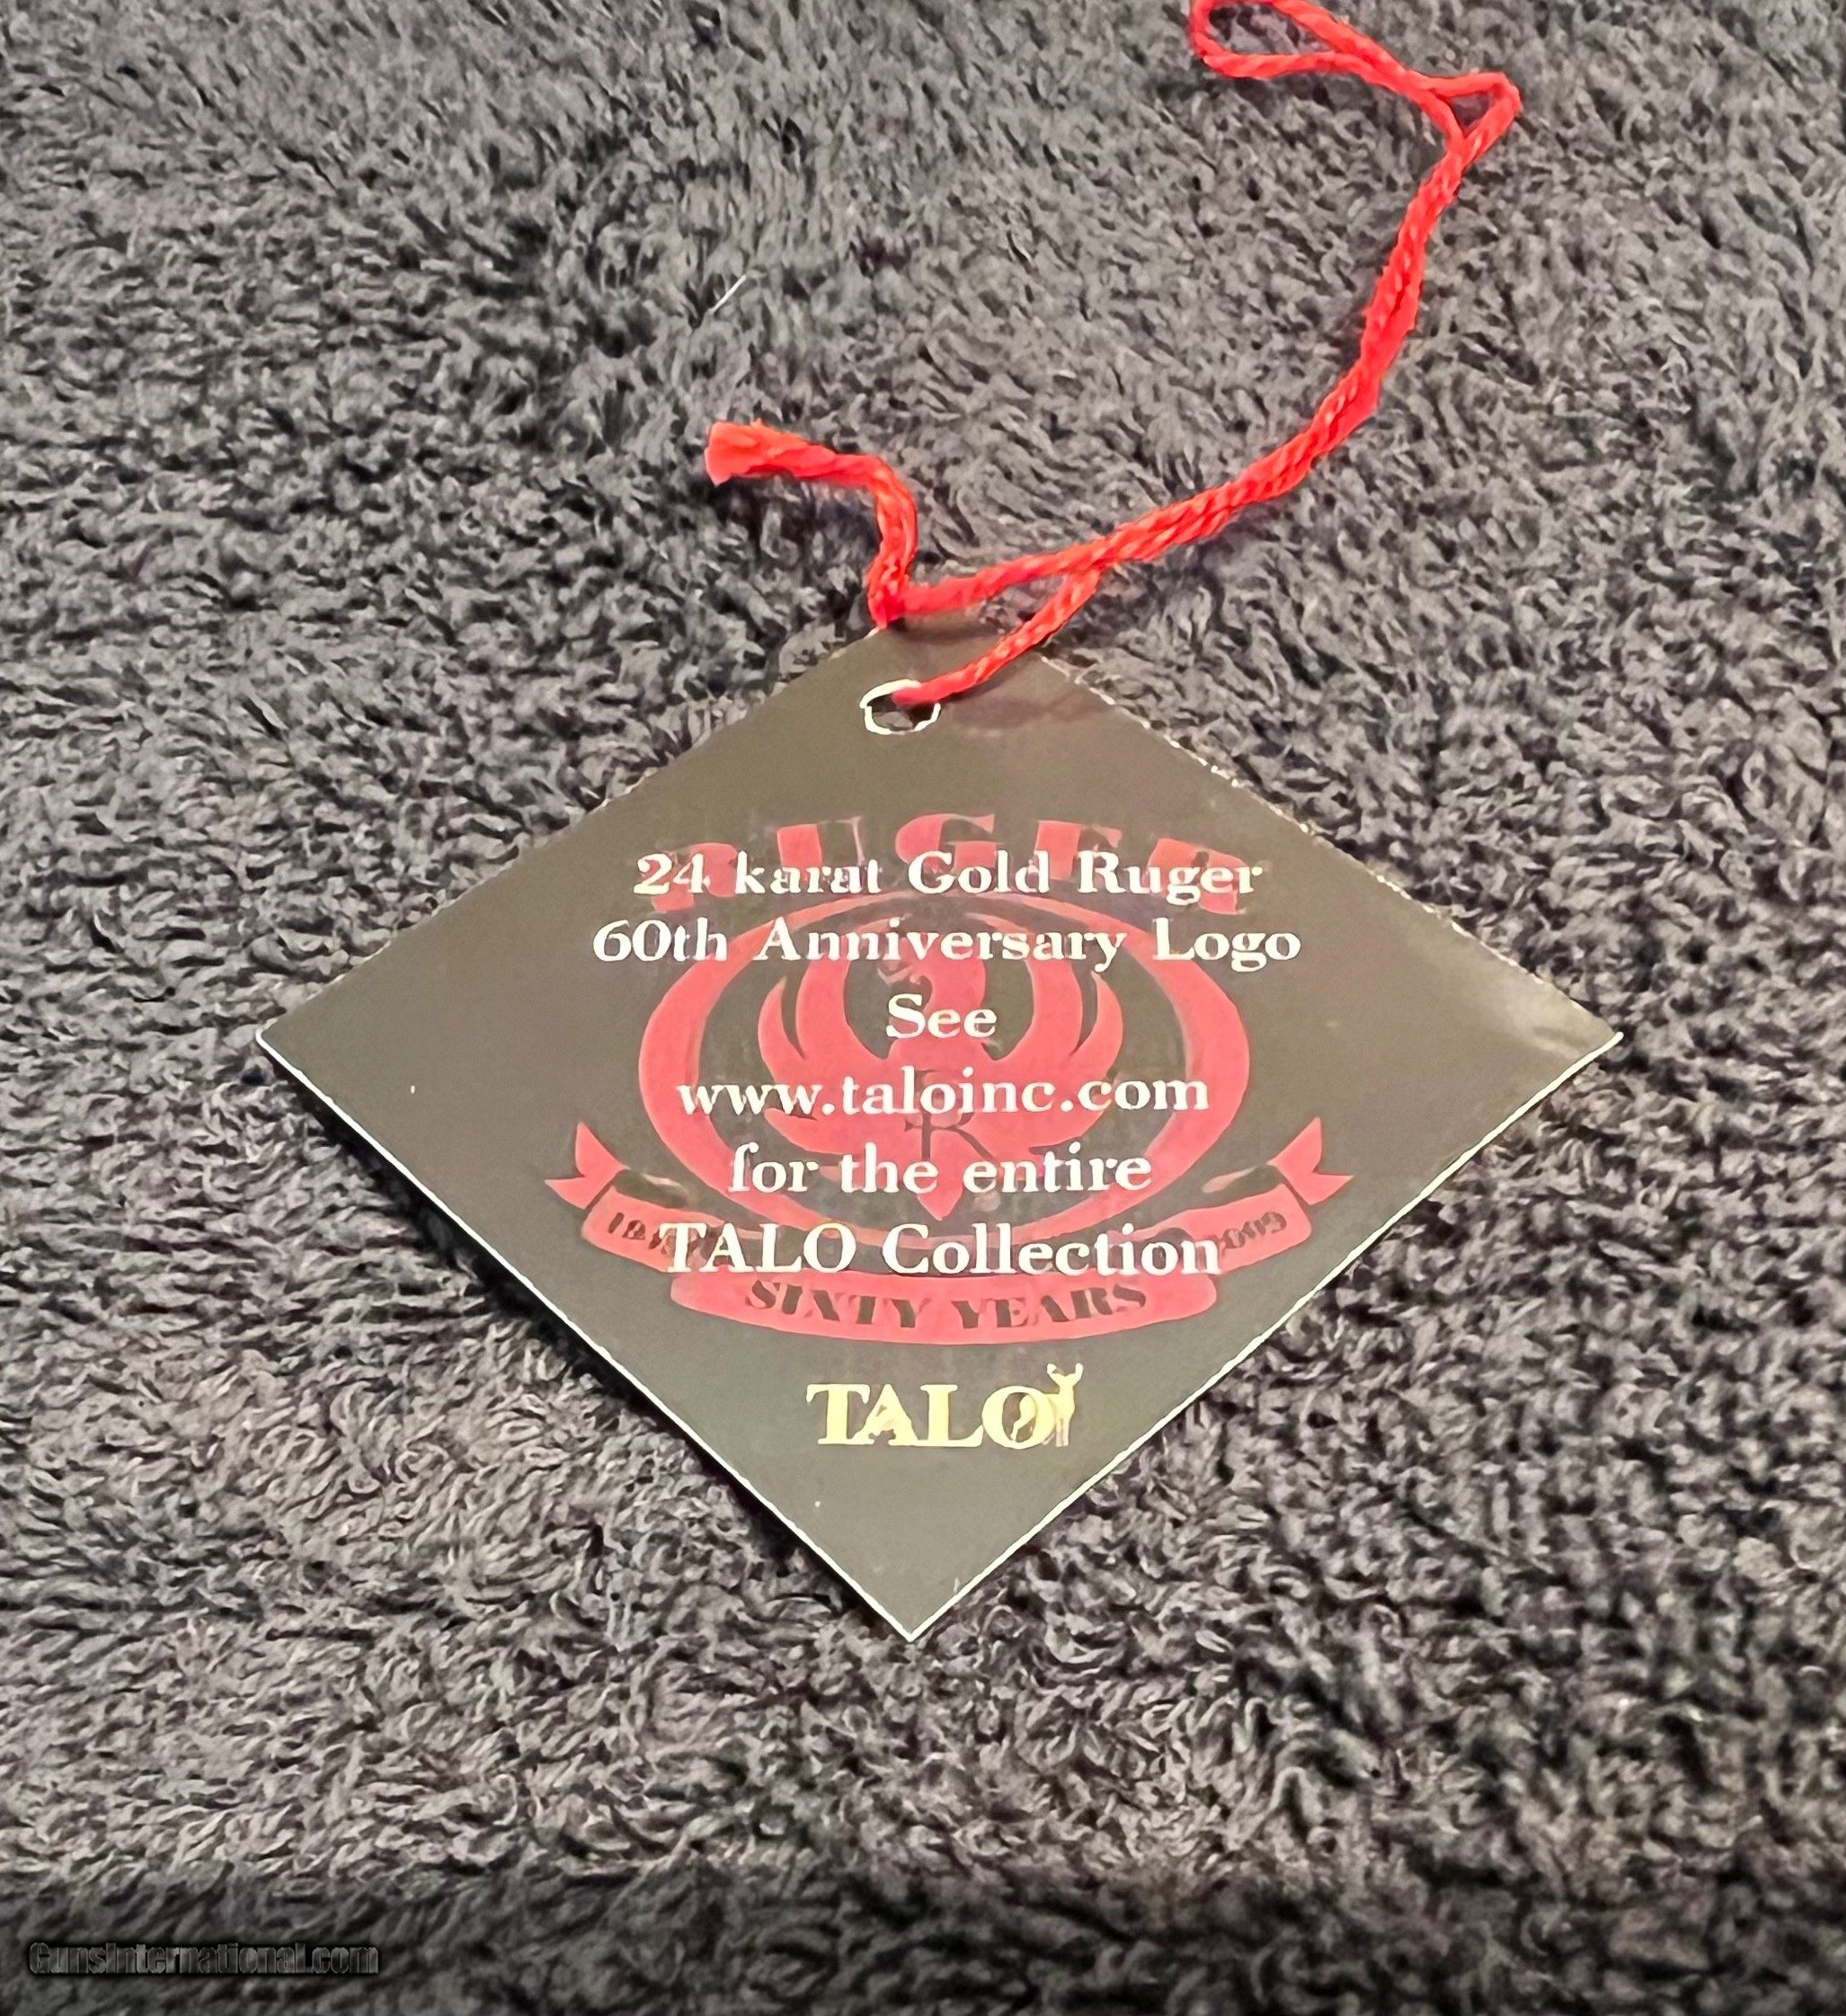 RUGER
24 karat Gold Ruger
60th Anniversary Logo
See
www.taloinc.com
for the entire
TALO Collection
SIXTY YEARS
TALO
GunsInternational.com